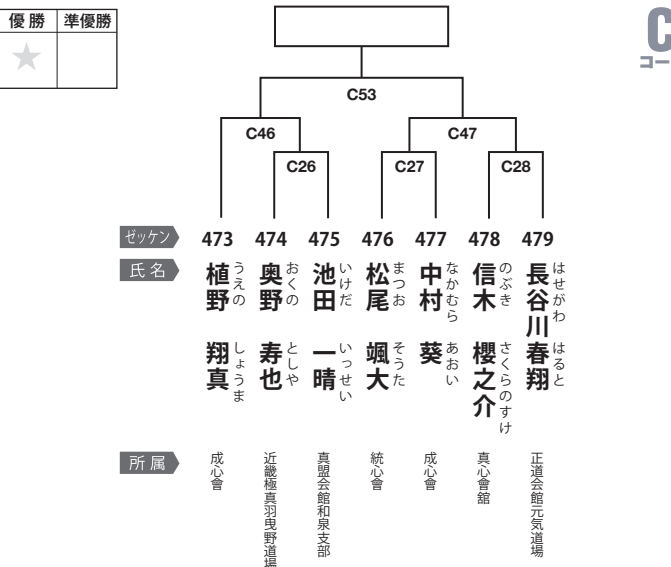 優勝 準優勝
C
コー
C53
C46 C47
C26 C27 C28
ゼッケン 473 474 475 476 477 478 479
氏名
植野 翔真
うえの しょうま
奥野 寿也
おくの としや
池田 一晴
いけだ いっせい
松尾 颯大
まつお そうた
中村 葵
なかむら あおい
信木 櫻之介
のぶき さくらのすけ
長谷川 春翔
はせがわ はると
所属
成心會
近畿極真羽曳野道場
真盟会館和泉支部
統心會
成心會
真心會舘
正道会館元気道場